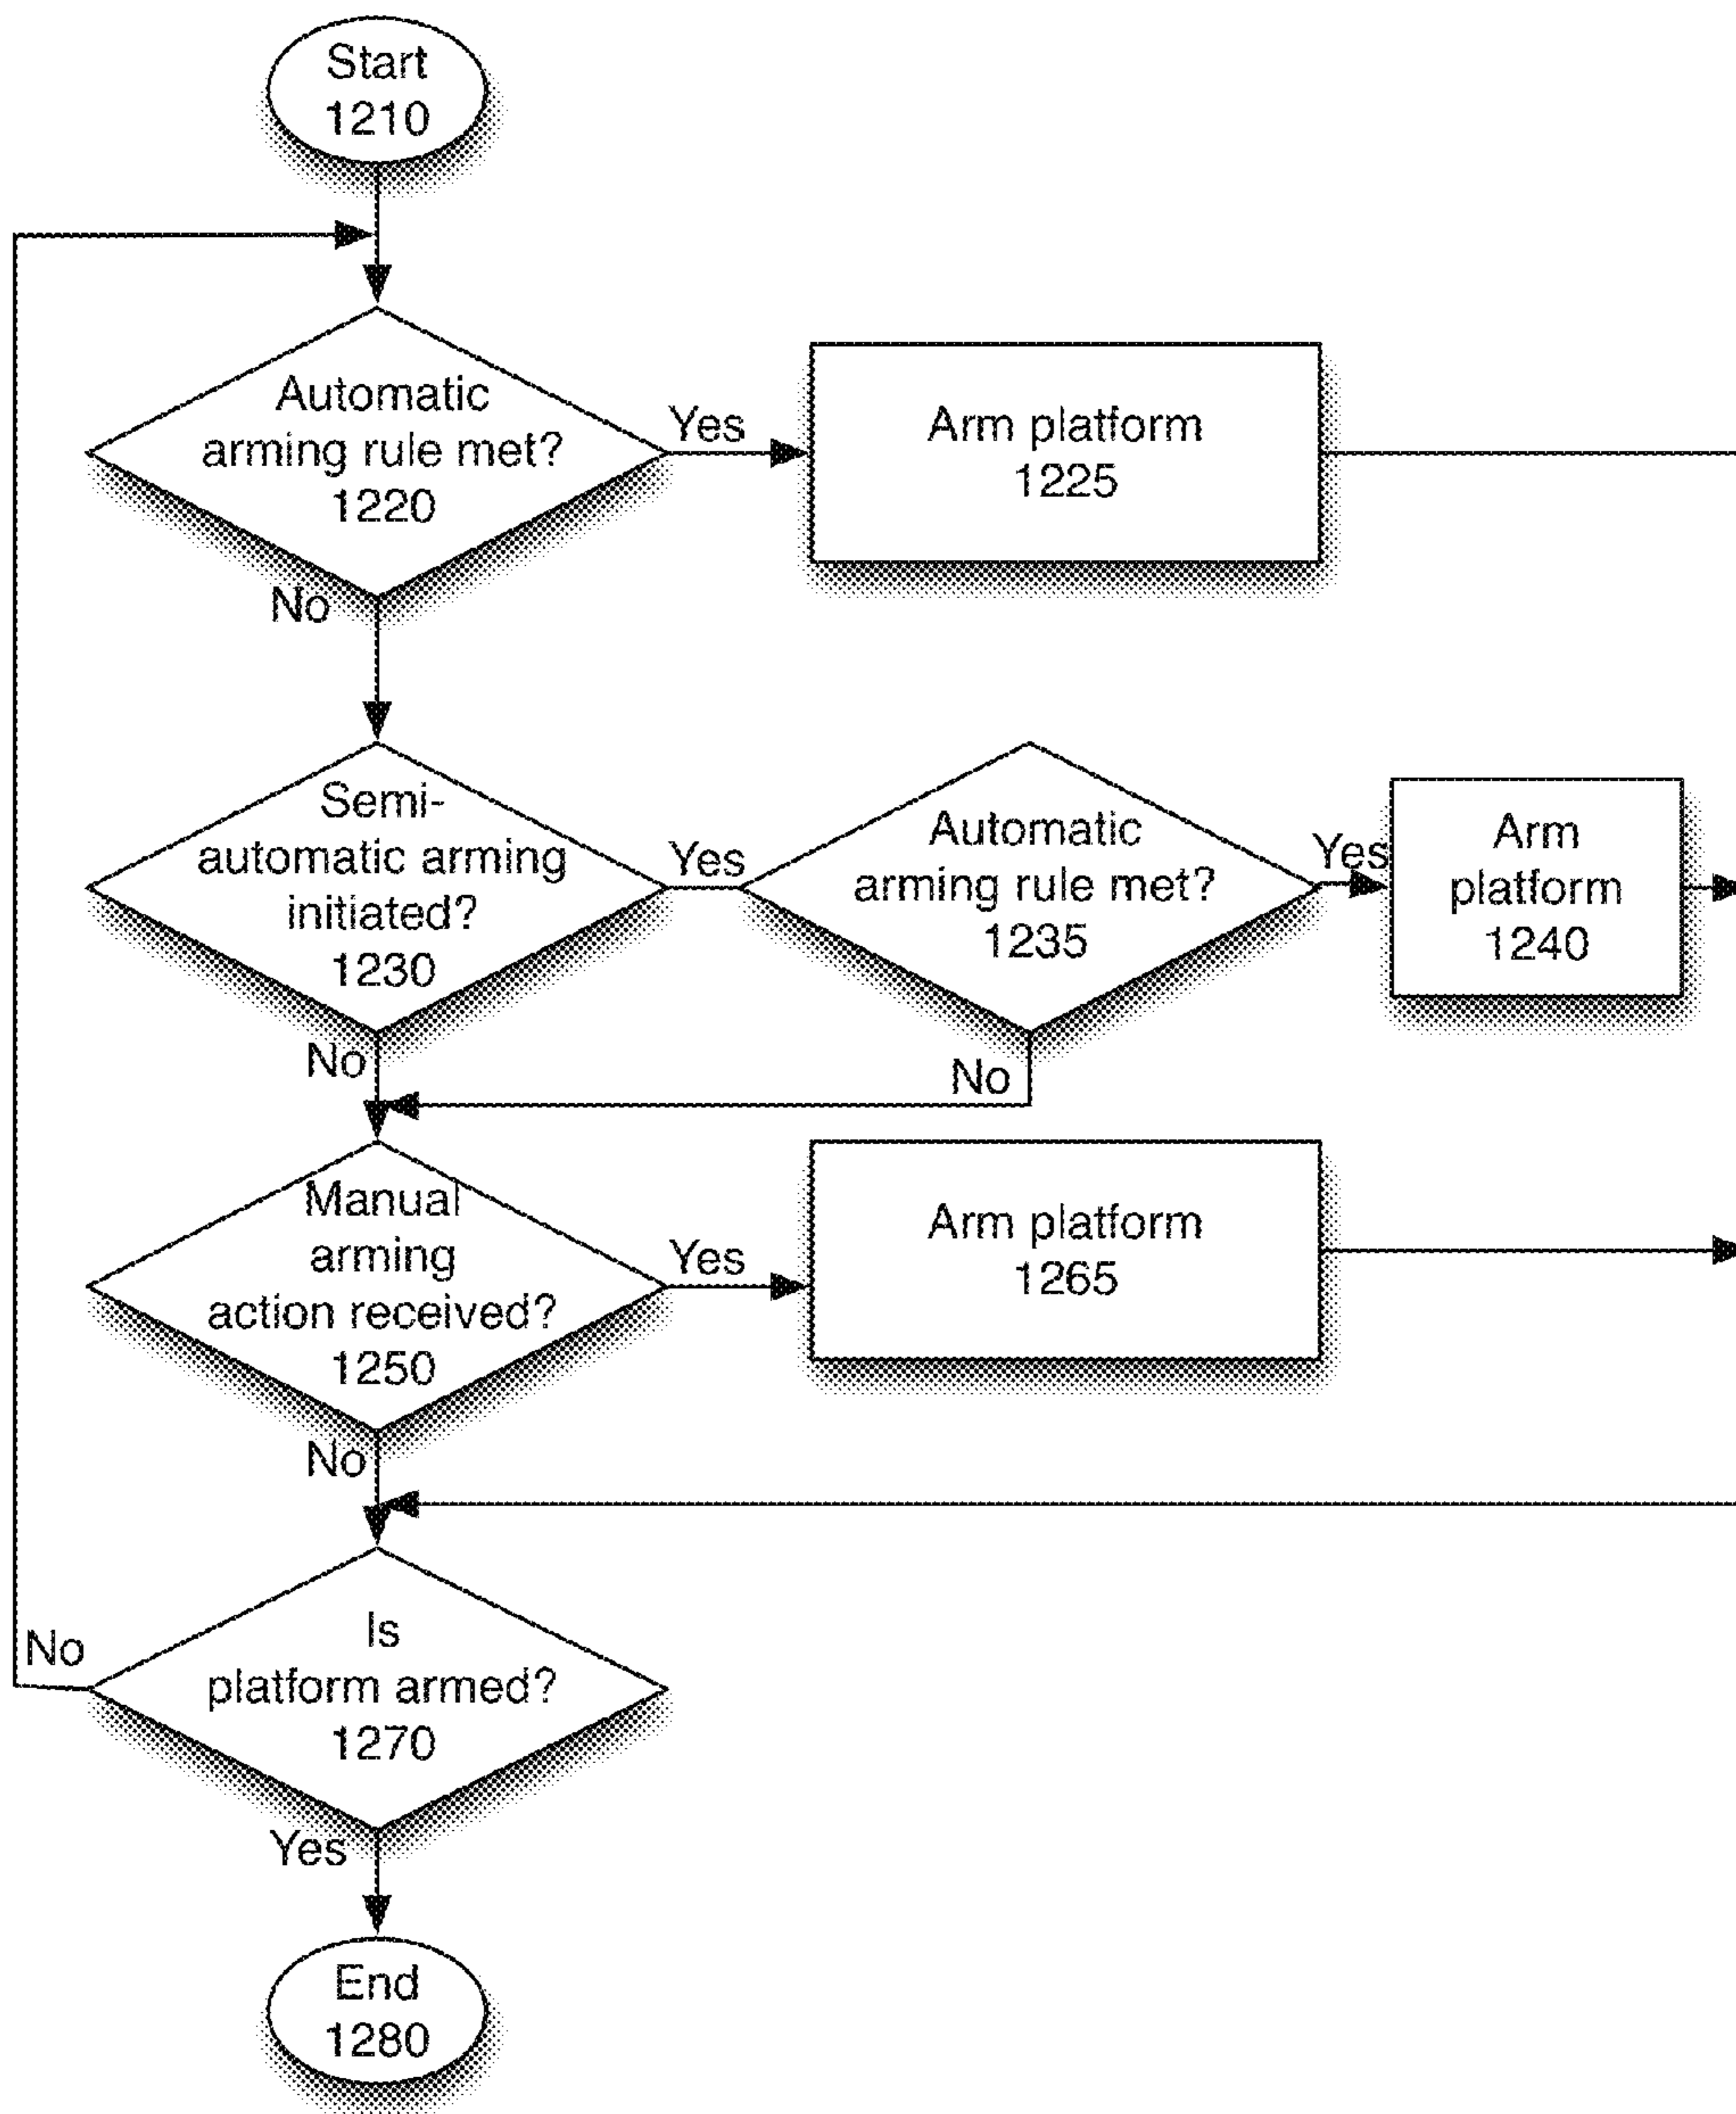 Start
1210
Automatic
arming rule met?
1220
Yes
Arm platform
1225
No
Semi-
automatic arming
initiated?
1230
Yes
Automatic
arming rule met?
1235
Yes
Arm
platform
1240
No
No
Manual
arming
action received?
1250
Yes
Arm platform
1265
No
Is
platform armed?
1270
No
Yes
End
1280